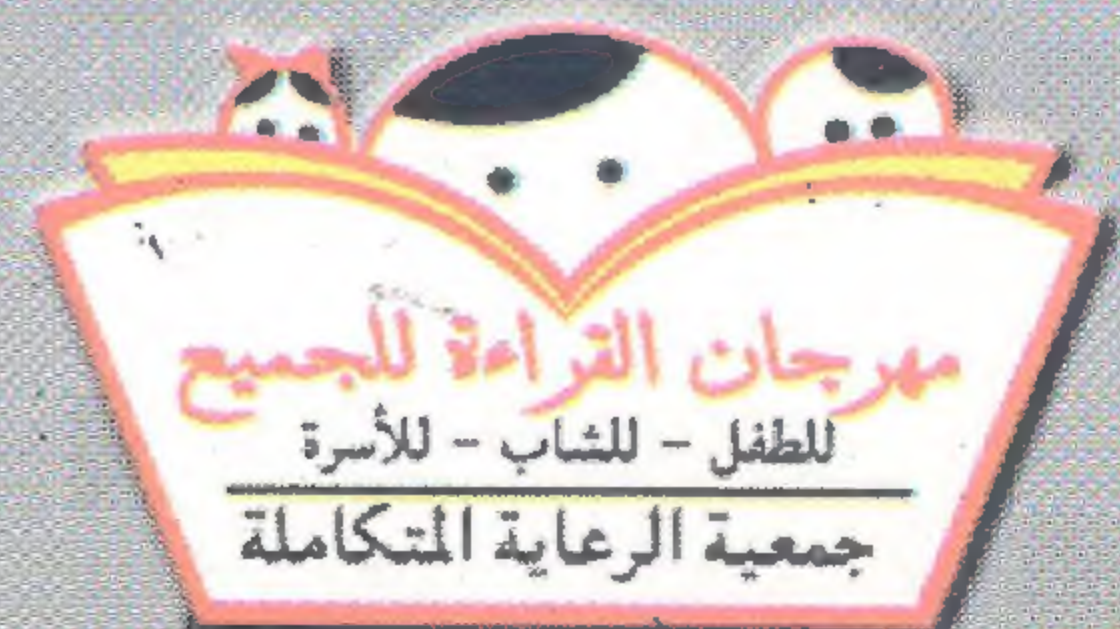 مهرجان القراءة للجميع
للطفل - للشاب - للأسرة
جمعية الرعاية المتكاملة